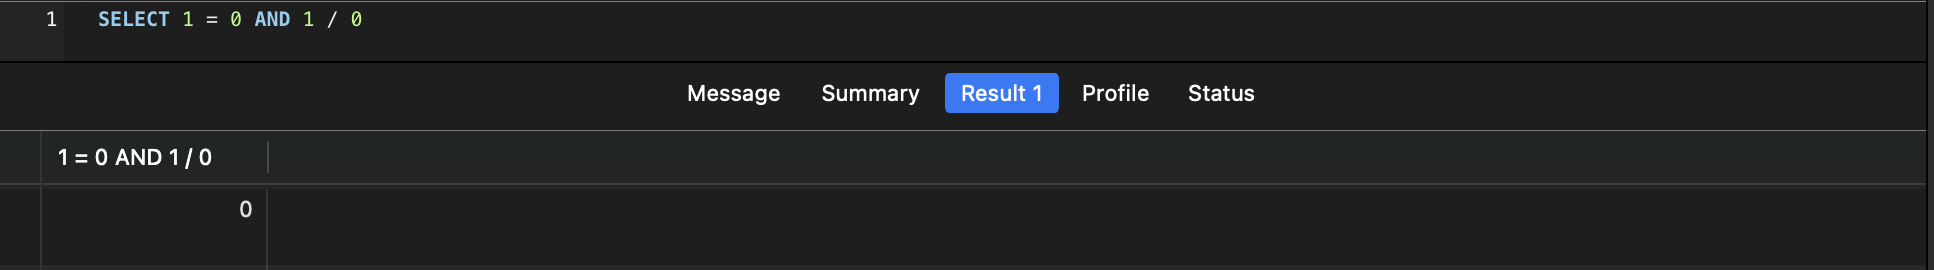 1 SELECT 1 = 0 AND 1 / 0
Message Summary Result 1 Profile Status
1 = 0 AND 1 / 0
0